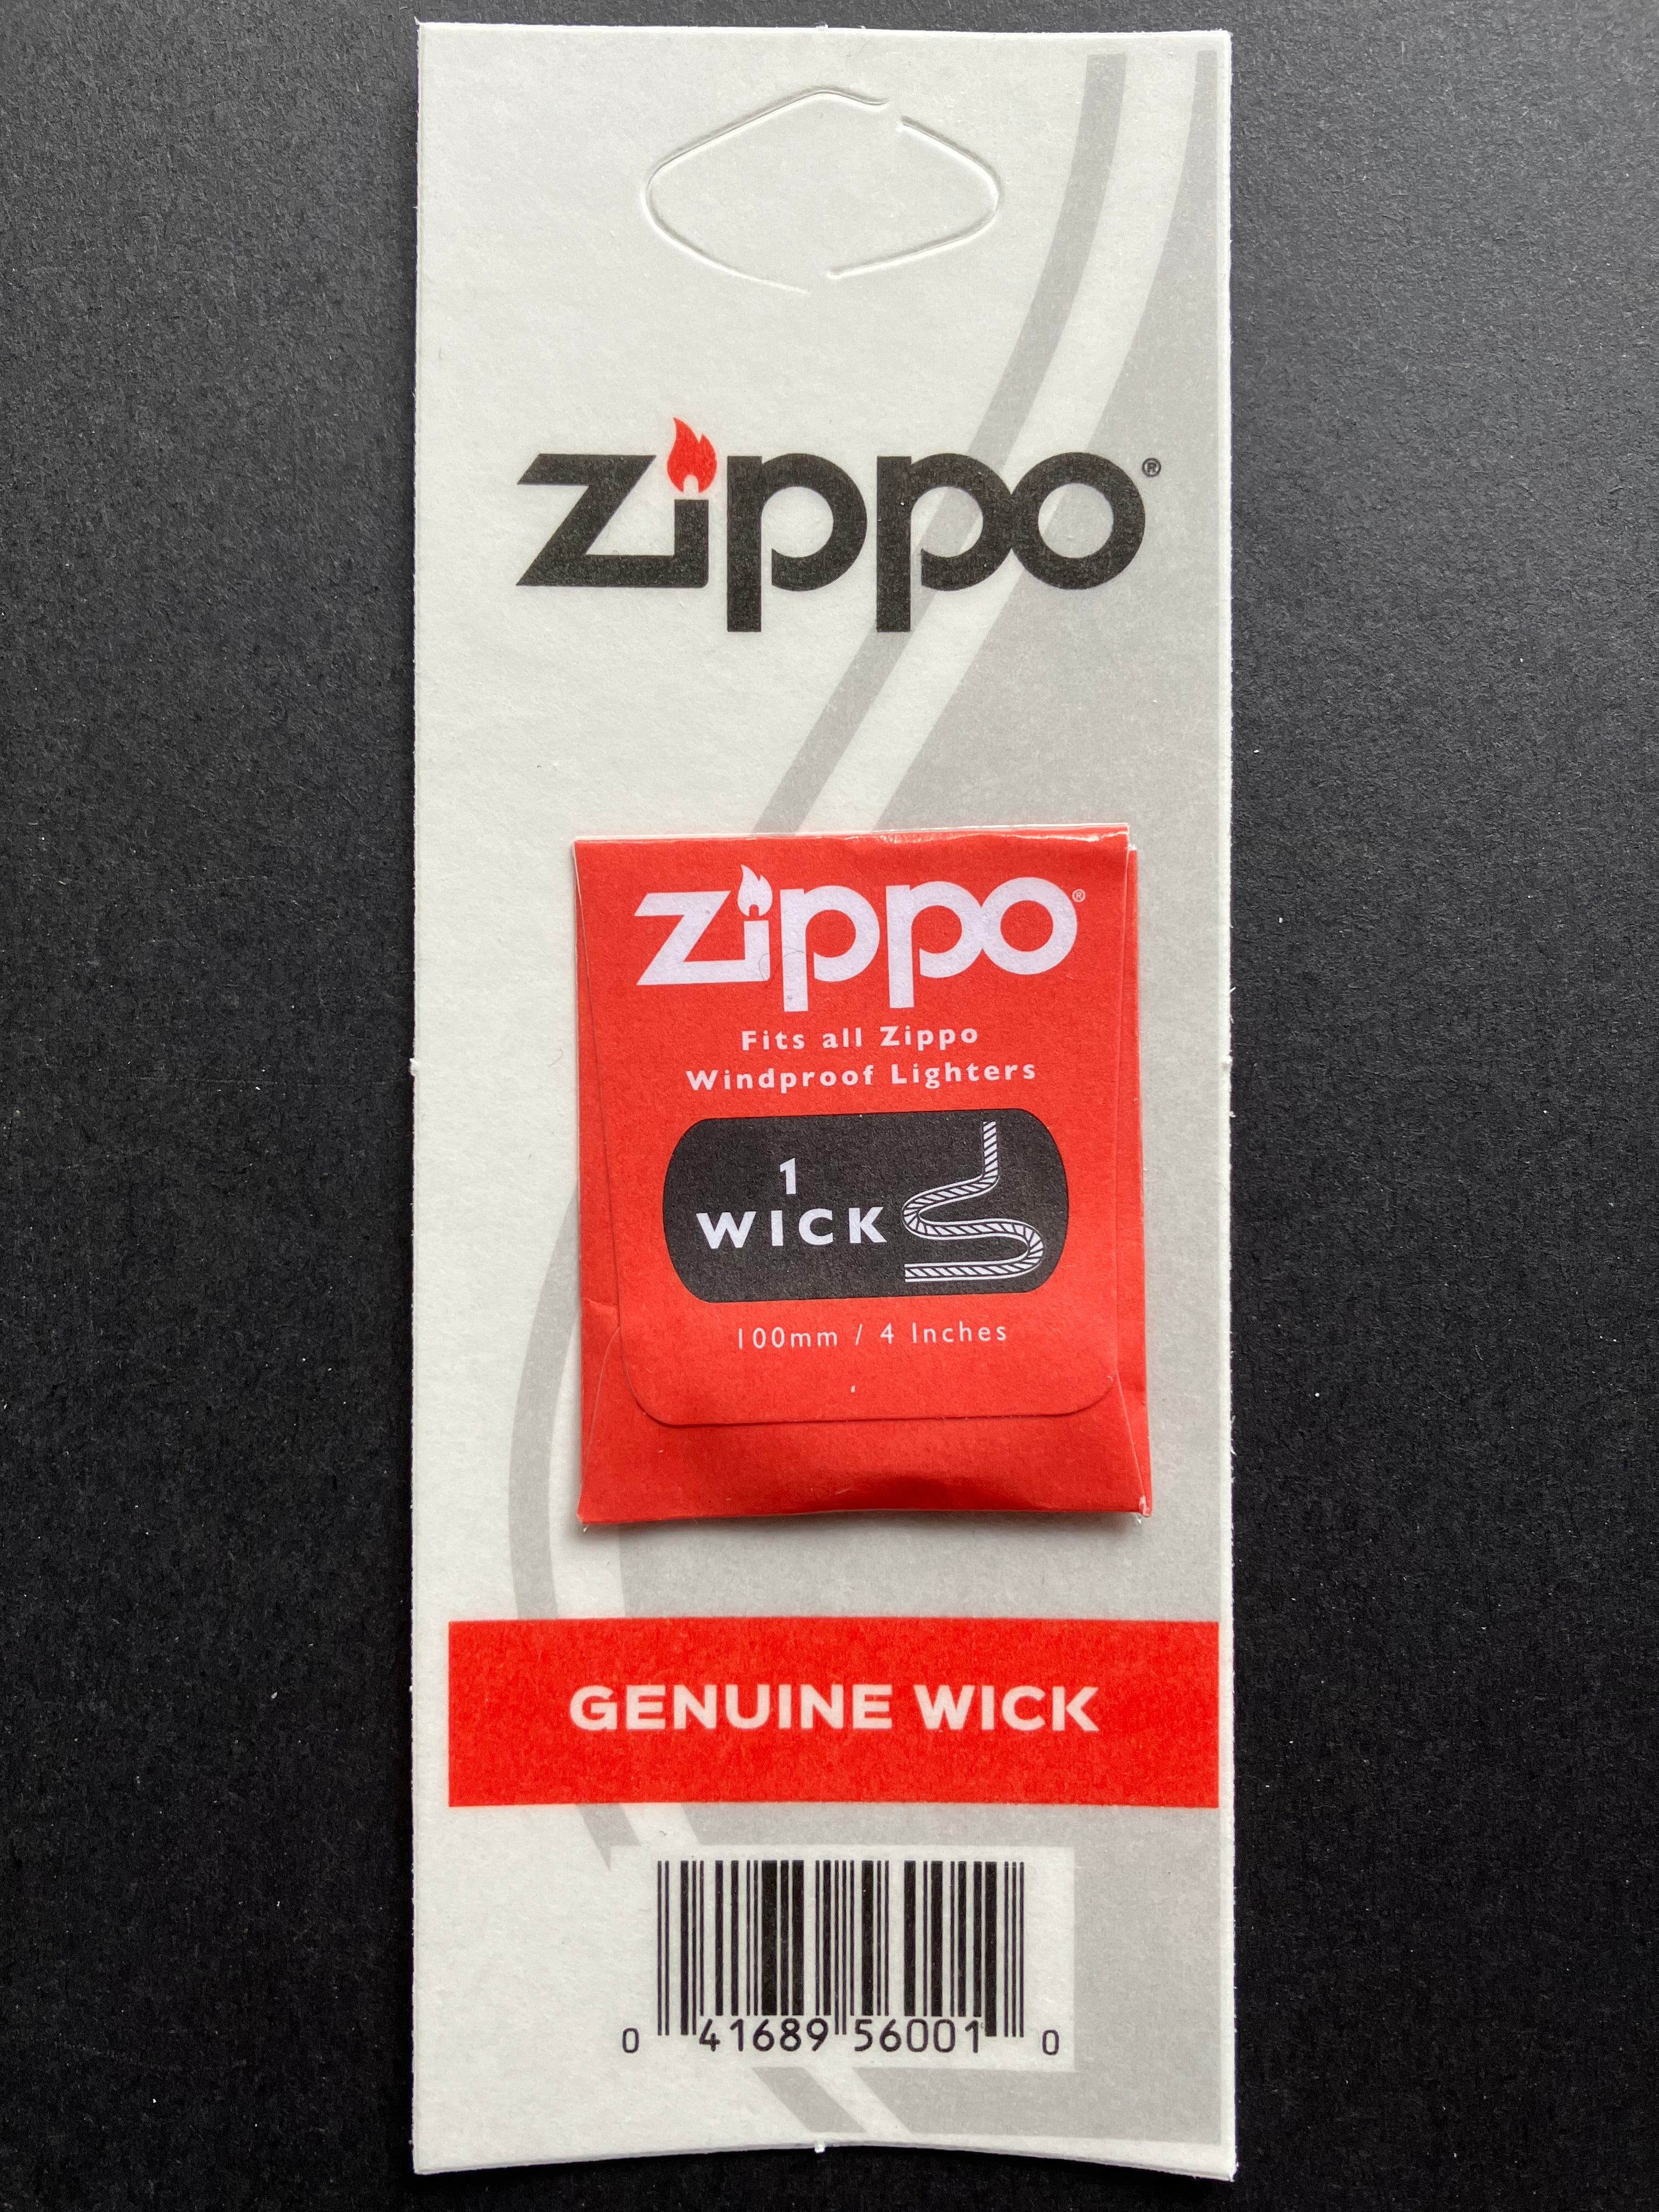 zippo®
zippo®
Fits all Zippo
Windproof Lighters
1
WICK
100mm / 4 Inches
GENUINE WICK
0 41689 56001 0